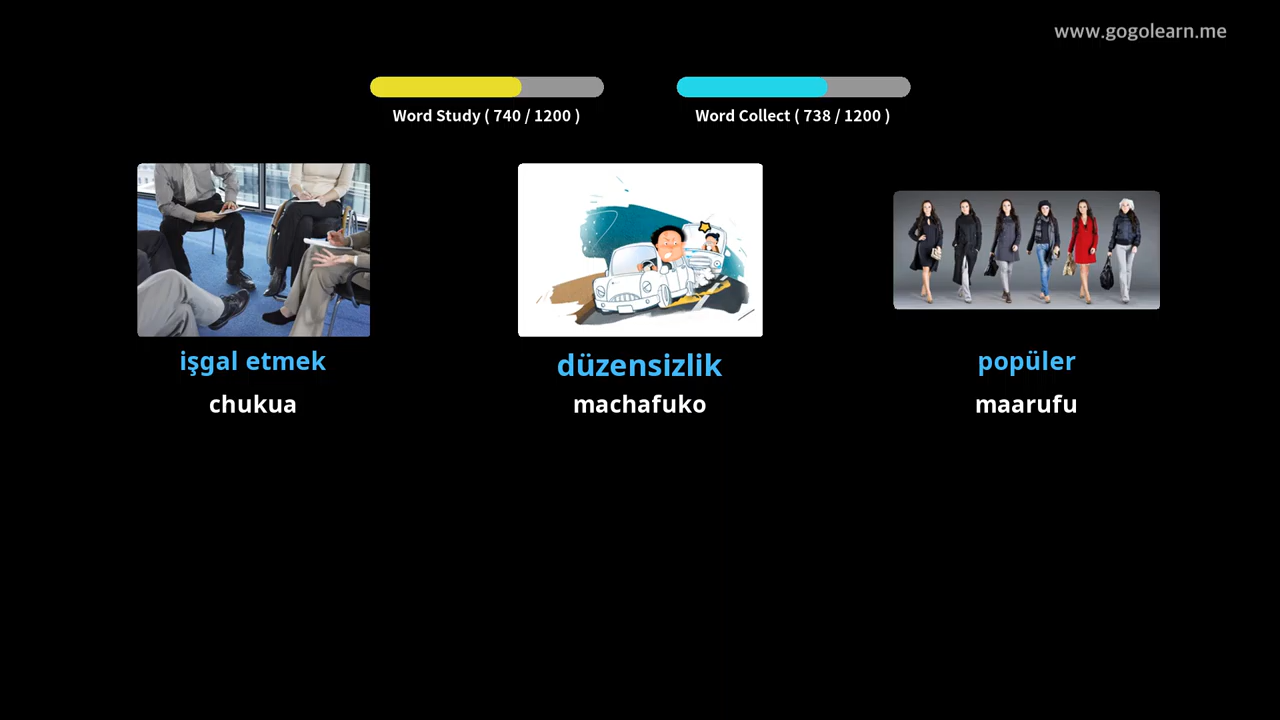 www.gogolearn.me
Word Study ( 740 / 1200 )
Word Collect ( 738 / 1200 )
işgal etmek
düzensizlik
popüler
chukua
machafuko
maarufu